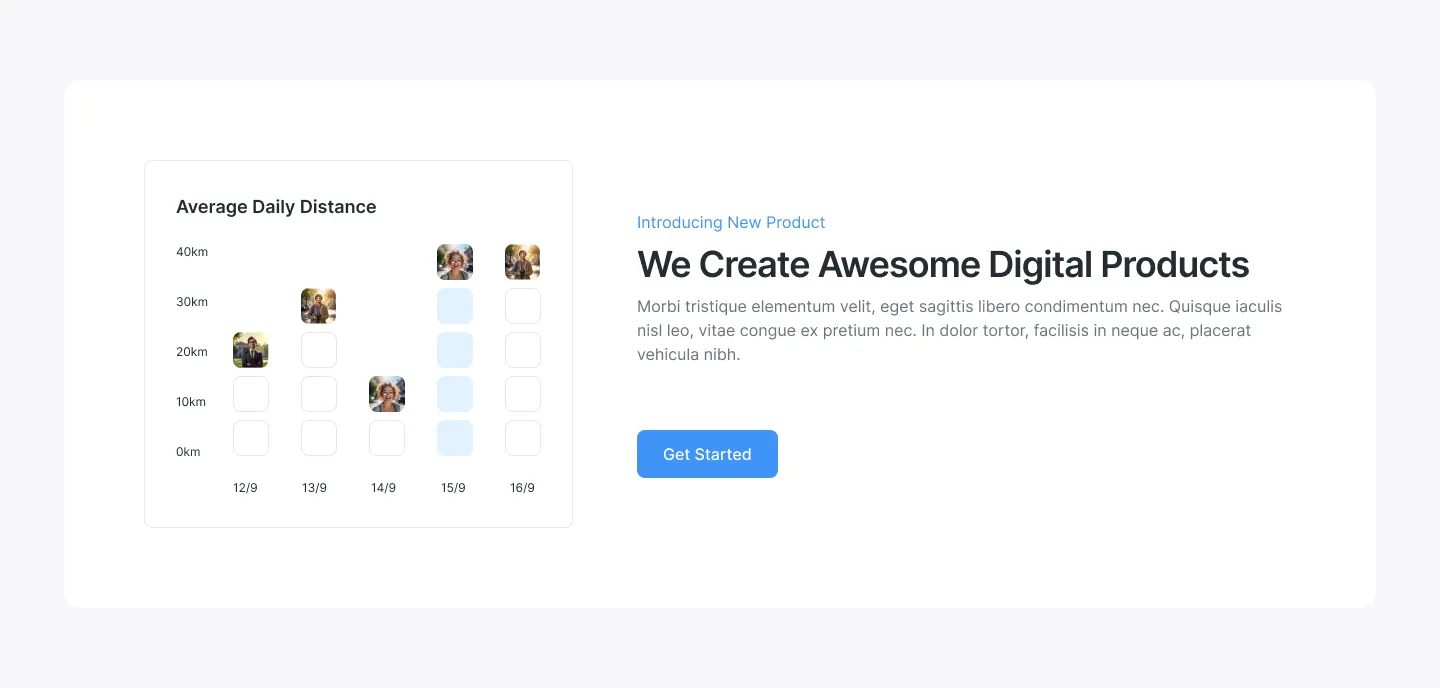 Average Daily Distance
40km
30km
20km
10km
0km
12/9 13/9 14/9 15/9 16/9
Introducing New Product
We Create Awesome Digital Products
Morbi tristique elementum velit, eget sagittis libero condimentum nec. Quisque iaculis
nisl leo, vitae congue ex pretium nec. In dolor tortor, facilisis in neque ac, placerat
vehicula nibh.
Get Started